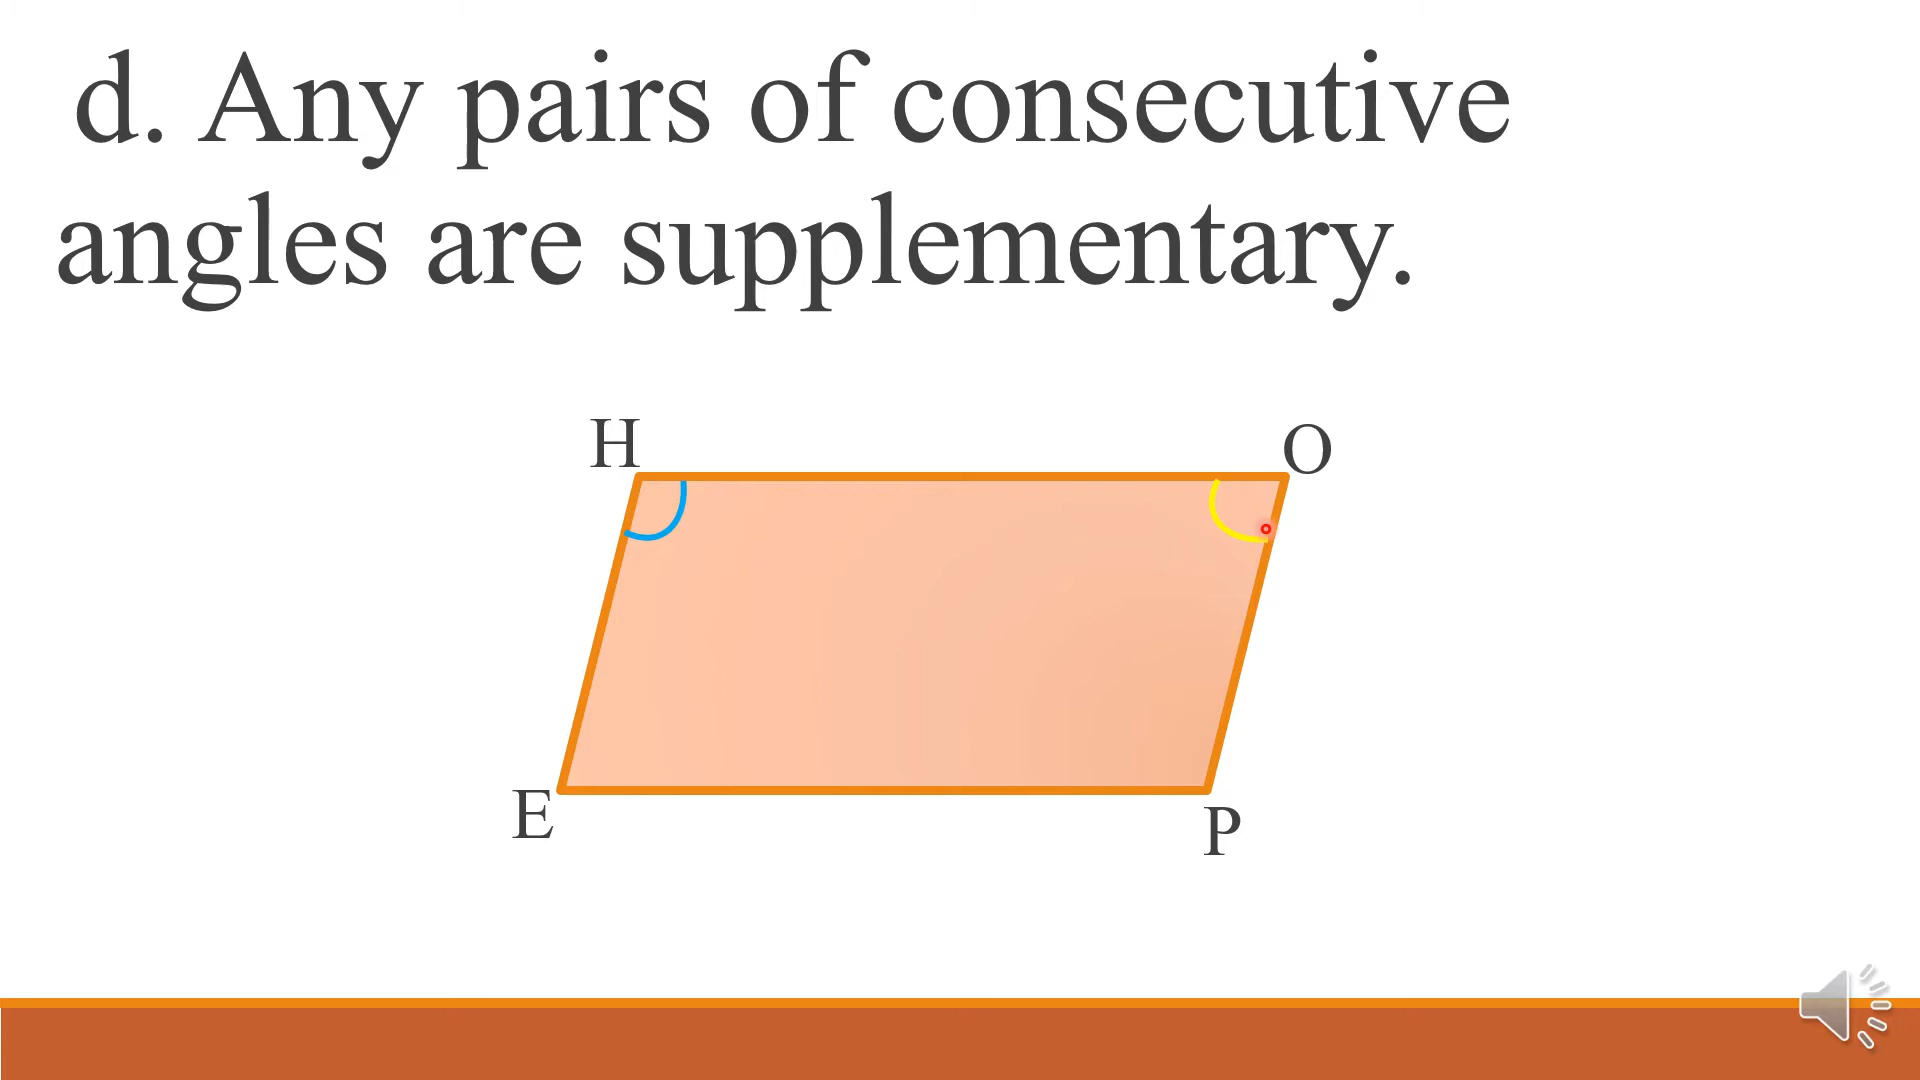 d. Any pairs of consecutive
angles are supplementary.
H
O
E
P